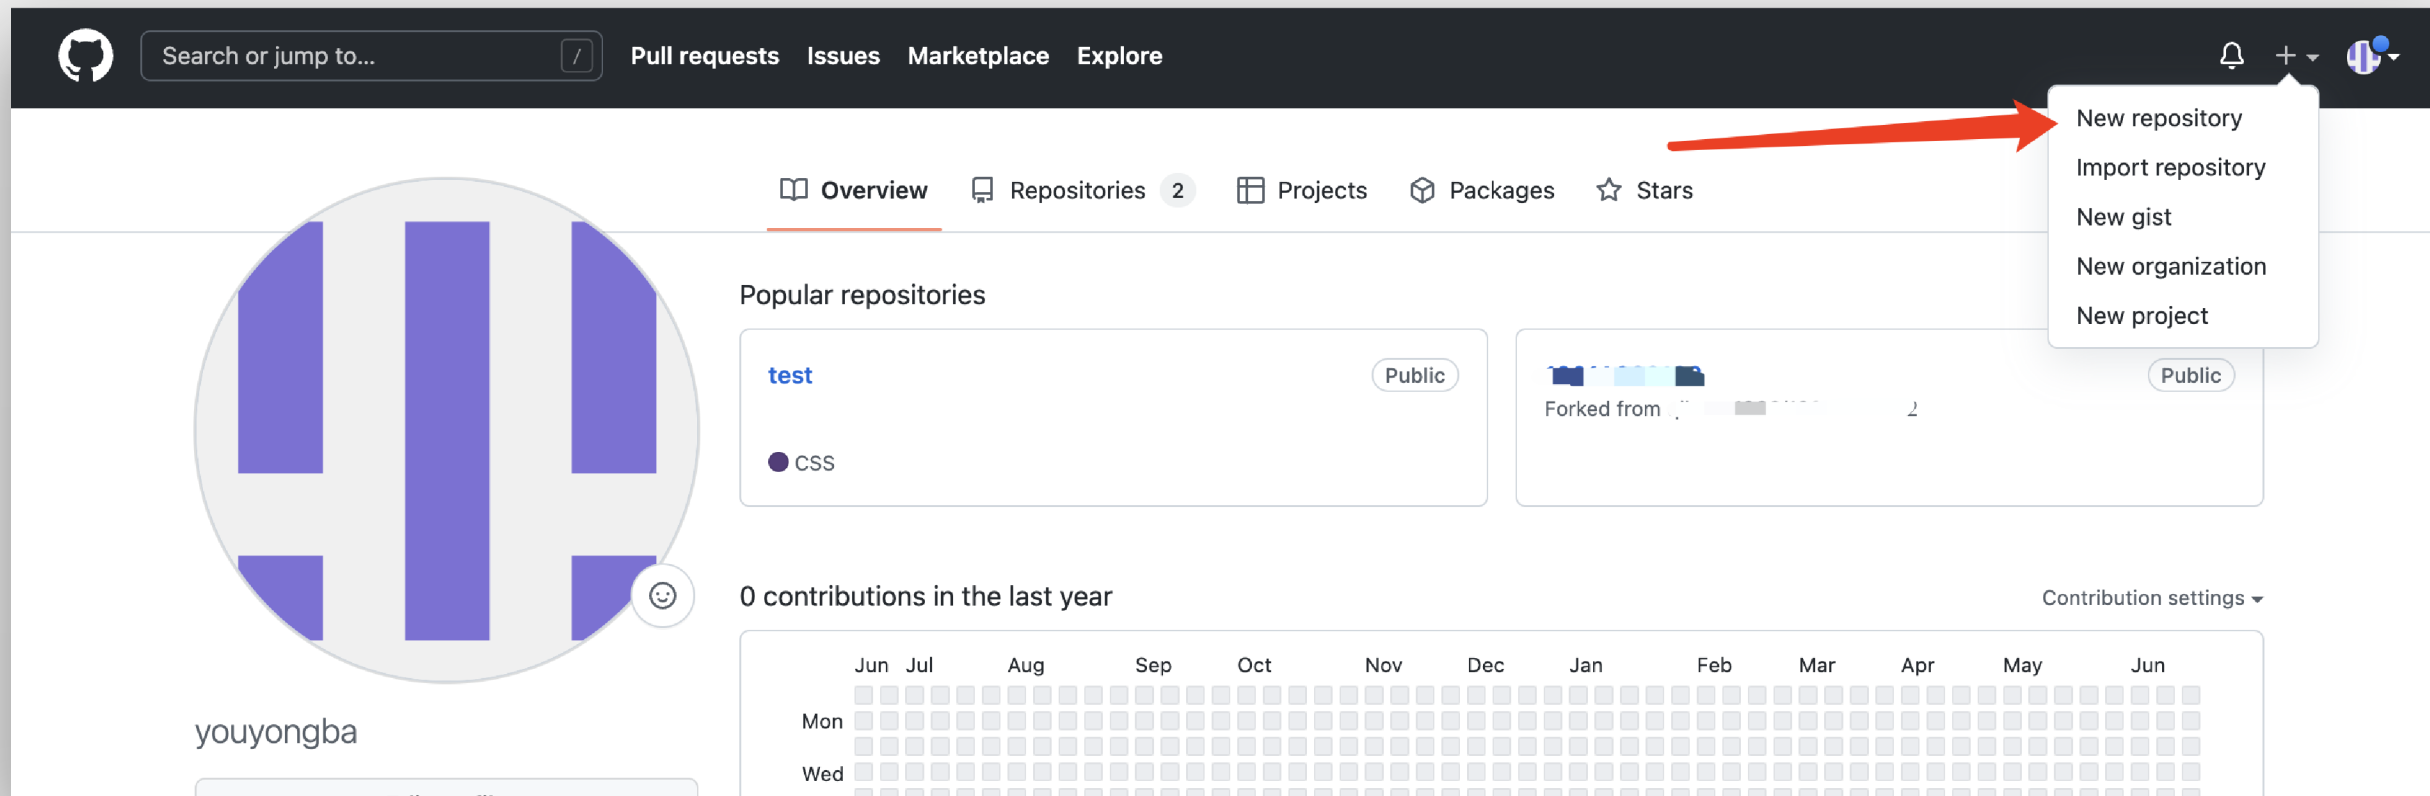 Search or jump to... /
Pull requests Issues Marketplace Explore
New repository
Import repository
New gist
New organization
New project
Overview Repositories 2 Projects Packages Stars
Popular repositories
test Public
CSS
Public
Forked from
2
0 contributions in the last year
Contribution settings
Jun Jul Aug Sep Oct Nov Dec Jan Feb Mar Apr May Jun
Mon
Wed
youyongba